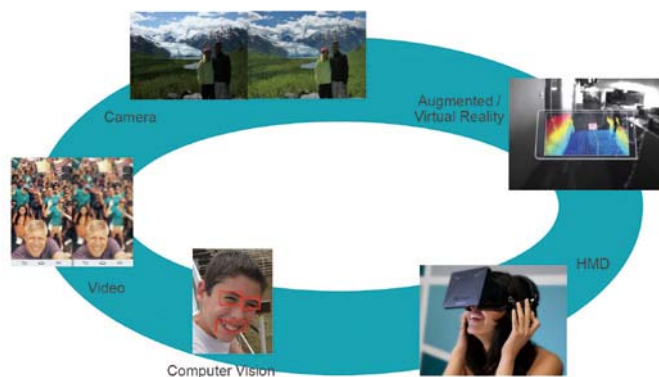 Camera
Augmented /
Virtual Reality
Video
HMD
Computer Vision